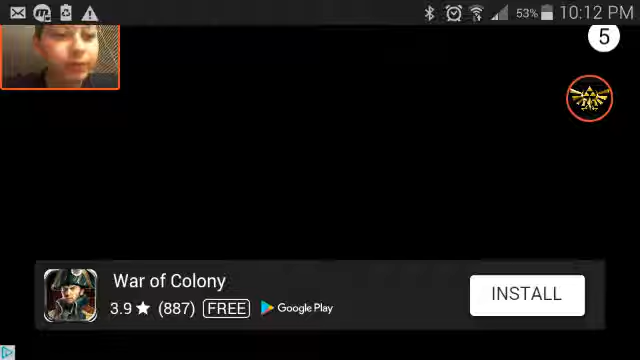 53% 10:12 PM
5
War of Colony
3.9 ★ (887) FREE Google Play
INSTALL